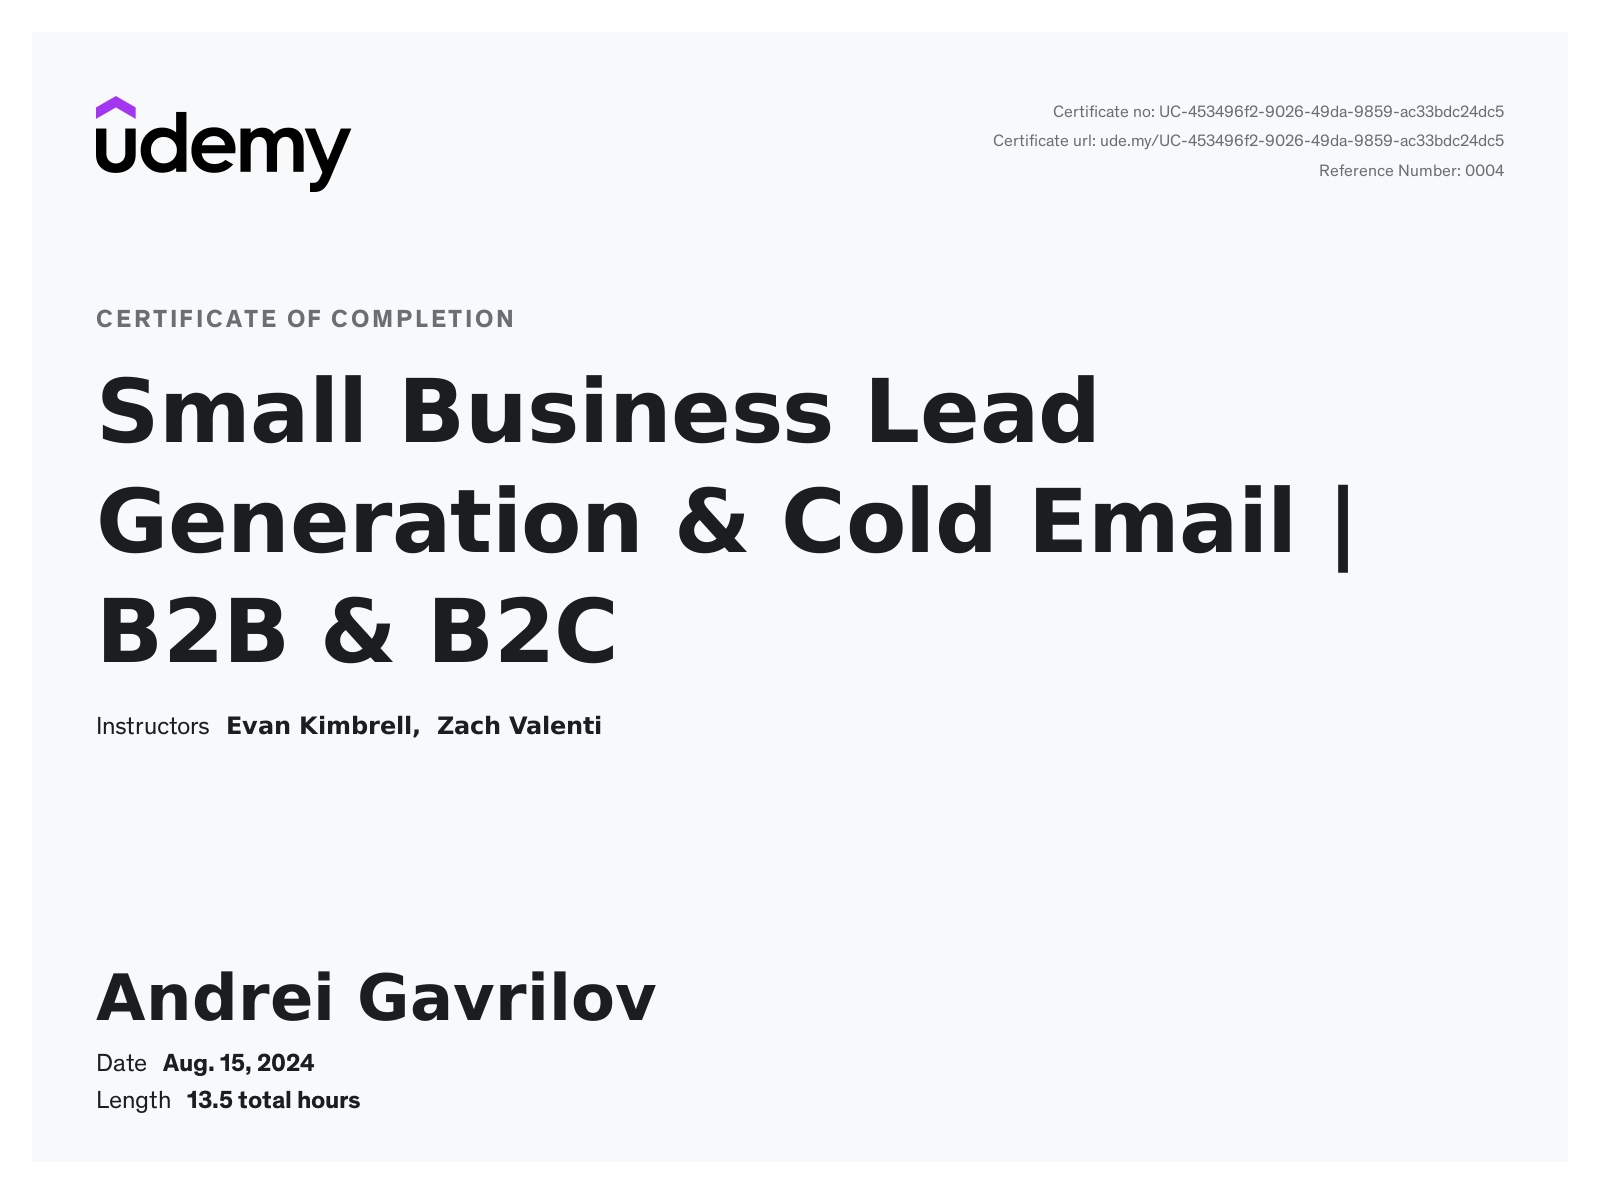 udemy
Certificate no: UC-453496f2-9026-49da-9859-ac33bdc24dc5
Certificate url: ude.my/UC-453496f2-9026-49da-9859-ac33bdc24dc5
Reference Number: 0004
CERTIFICATE OF COMPLETION
Small Business Lead
Generation & Cold Email |
B2B & B2C
Instructors Evan Kimbrell, Zach Valenti
Andrei Gavrilov
Date Aug. 15, 2024
Length 13.5 total hours